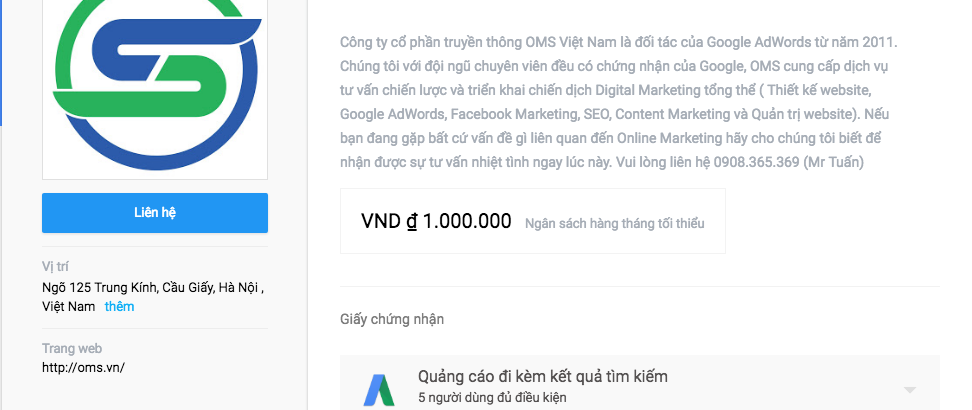 Công ty cổ phần truyền thông OMS Việt Nam là đối tác của Google AdWords từ năm 2011.
Chúng tôi với đội ngũ chuyên viên đều có chứng nhận của Google, OMS cung cấp dịch vụ
tư vấn chiến lược và triển khai chiến dịch Digital Marketing tổng thể ( Thiết kế website,
Google AdWords, Facebook Marketing, SEO, Content Marketing và Quản trị website). Nếu
bạn đang gặp bất cứ vấn đề gì liên quan đến Online Marketing hãy cho chúng tôi biết để
nhận được sự tư vấn nhiệt tình ngay lúc này. Vui lòng liên hệ 0908.365.369 (Mr Tuấn)
Liên hệ
VND ₫ 1.000.000 Ngân sách hàng tháng tối thiểu
Vị trí
Ngõ 125 Trung Kính, Cầu Giấy, Hà Nội ,
Việt Nam thêm
Trang web
http://oms.vn/
Giấy chứng nhận
Quảng cáo đi kèm kết quả tìm kiếm
5 người dùng đủ điều kiện